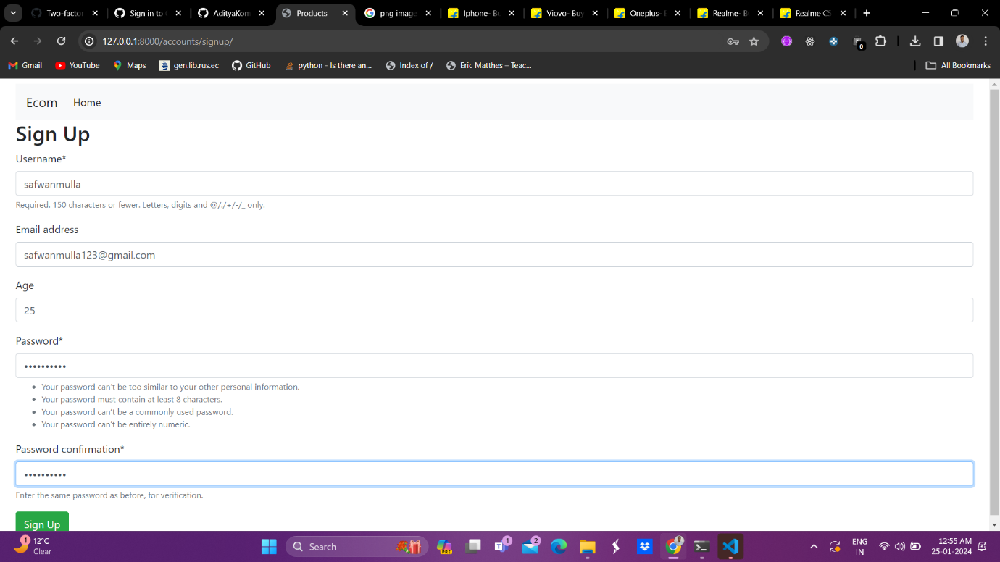 Two-factor
Sign in to
AdityaKom
Products
png image
Iphone- Bu
Viovo- Buy
Oneplus-
Realme- B
Realme C5
127.0.0.1:8000/accounts/signup/
0
Gmail
YouTube
Maps
gen.lib.rus.ec
GitHub
python - Is there an...
Index of /
Eric Matthes – Teac...
All Bookmarks
Ecom
Home
Sign Up
Username*
safwanmulla
Required. 150 characters or fewer. Letters, digits and @/./+/-/_ only.
Email address
safwanmulla123@gmail.com
Age
25
Password*
••••••••••
Your password can't be too similar to your other personal information.
Your password must contain at least 8 characters.
Your password can't be a commonly used password.
Your password can't be entirely numeric.
Password confirmation*
••••••••••
Enter the same password as before, for verification.
Sign Up
1
12°C
Clear
Search
PRE
1
2
ENG
IN
12:55 AM
25-01-2024